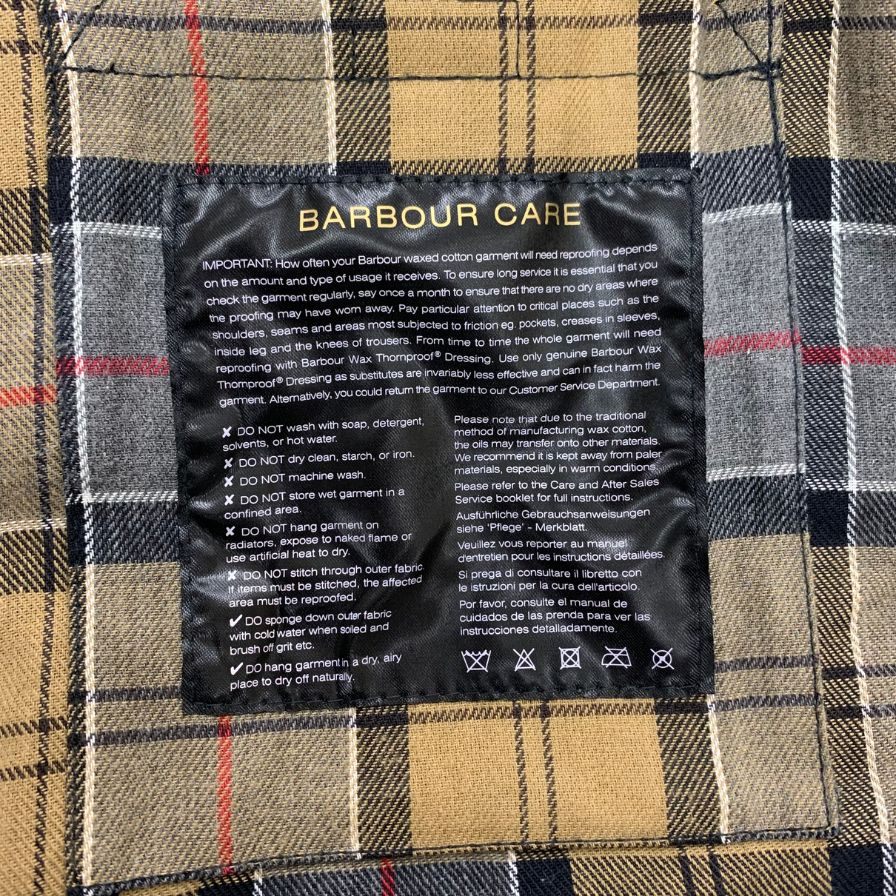 BARBOUR CARE
IMPORTANT: How often your Barbour waxed cotton garment will need reproofing depends
on the amount and type of usage it receives. To ensure long service it is essential that you
check the garment regularly, say once a month to ensure that there are no dry areas where
the proofing may have worn away. Pay particular attention to critical places such as the
shoulders, seams and areas most subjected to friction eg. pockets, creases in sleeves,
inside leg and the knees of trousers. From time to time the whole garment will need
reproofing with Barbour Wax Thornproof® Dressing. Use only genuine Barbour Wax
Thornproof® Dressing as substitutes are invariably less effective and can in fact harm the
garment. Alternatively, you could return the garment to our Customer Service Department.
✘ DO NOT wash with soap, detergent,
solvents, or hot water.
✘ DO NOT dry clean, starch, or iron.
✘ DO NOT machine wash.
✘ DO NOT store wet garment in a
confined area.
✘ DO NOT hang garment on
radiators, expose to naked flame or
use artificial heat to dry.
✘ DO NOT stitch through outer fabric.
If items must be stitched, the affected
area must be reproofed.
✔ DO sponge down outer fabric
with cold water when soiled and
brush off grit etc.
✔ DO hang garment in a dry, airy
place to dry off naturally.
Please note that due to the traditional
method of manufacturing wax cotton,
the oils may transfer onto other materials.
We recommend it is kept away from paler
materials, especially in warm conditions.
Please refer to the Care and After Sales
Service booklet for full instructions.
Ausführliche Gebrauchsanweisungen
siehe 'Pflege' - Merkblatt.
Veuillez vous reporter au manuel
d'entretien pour les instructions détaillées.
Si prega di consultare il libretto con
le istruzioni per la cura dell'articolo.
Por favor, consulte el manual de
cuidados de las prenda para ver las
instrucciones detalladamente.